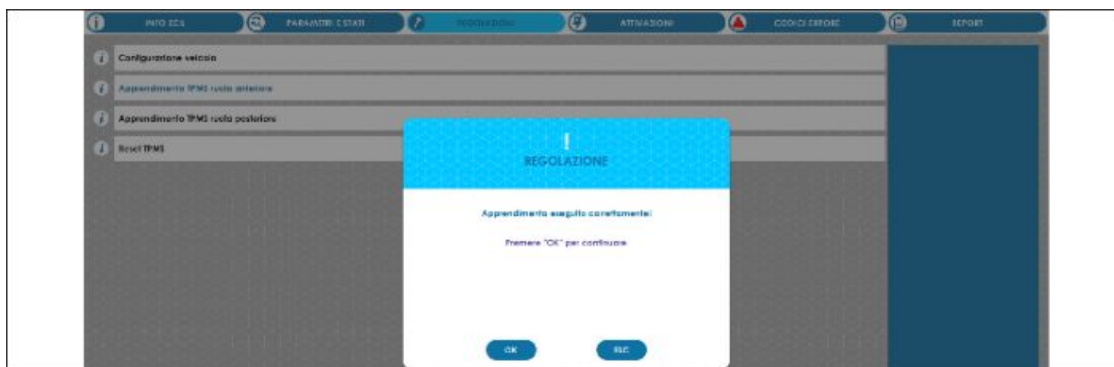 INFO ECU
PARAMETRI E STATI
REGOLAZIONI
ATTIVAZIONI
CODICI ERRORE
REPORT
Configurazione veicolo
Apprendimento TPMS ruota anteriore
Apprendimento TPMS ruota posteriore
Reset TPMS
!
REGOLAZIONE
Apprendimento eseguito correttamente!
Premere "OK" per continuare
OK
ESC